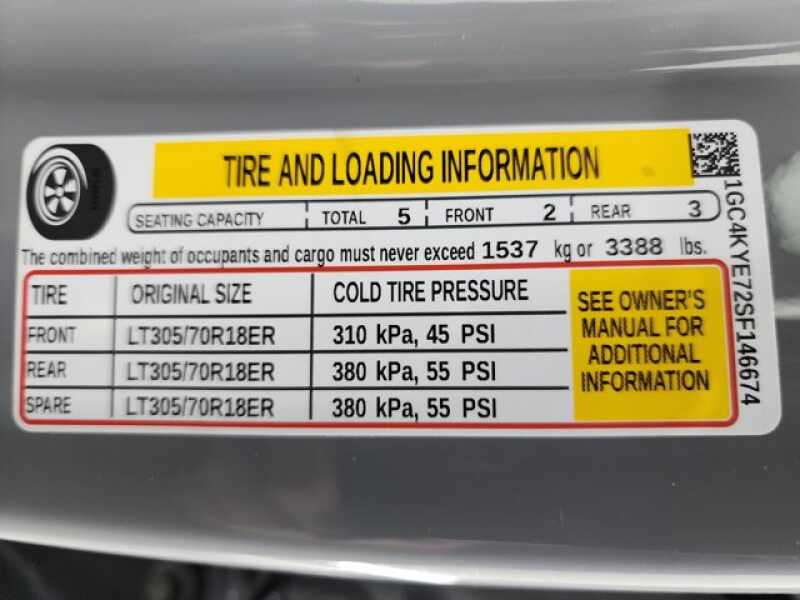 TIRE AND LOADING INFORMATION
SEATING CAPACITY TOTAL 5 FRONT 2 REAR 3
The combined weight of occupants and cargo must never exceed 1537 kg or 3388 lbs.
TIRE ORIGINAL SIZE COLD TIRE PRESSURE
FRONT LT305/70R18ER 310 kPa, 45 PSI
REAR LT305/70R18ER 380 kPa, 55 PSI
SPARE LT305/70R18ER 380 kPa, 55 PSI
SEE OWNER'S
MANUAL FOR
ADDITIONAL
INFORMATION
1GC4KYE72SF146674